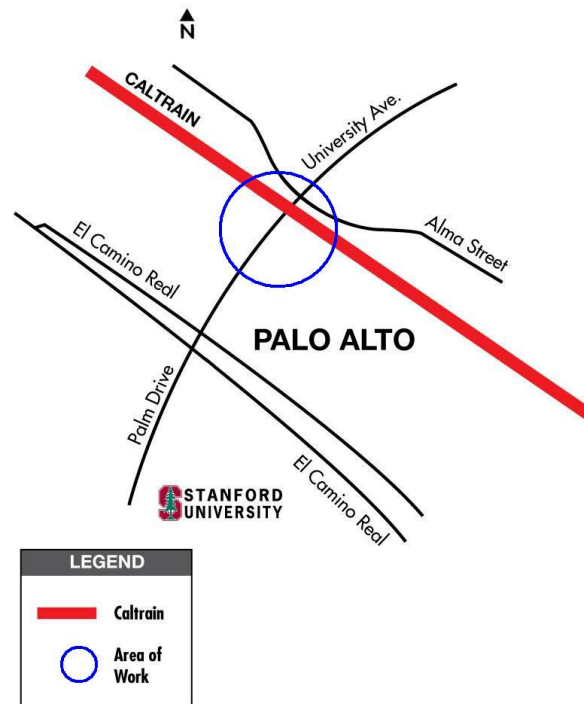 N
CALTRAIN
University Ave.
Alma Street
El Camino Real
PALO ALTO
Palm Drive
El Camino Real
STANFORD
UNIVERSITY
LEGEND
Caltrain
Area of
Work